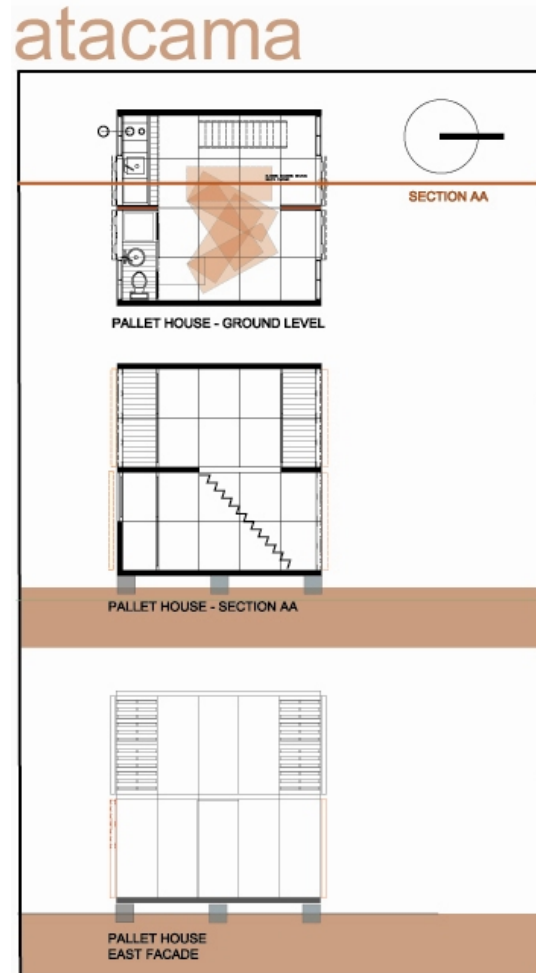 atacama
SECTION AA
PALLET HOUSE - GROUND LEVEL
PALLET HOUSE - SECTION AA
PALLET HOUSE
EAST FACADE